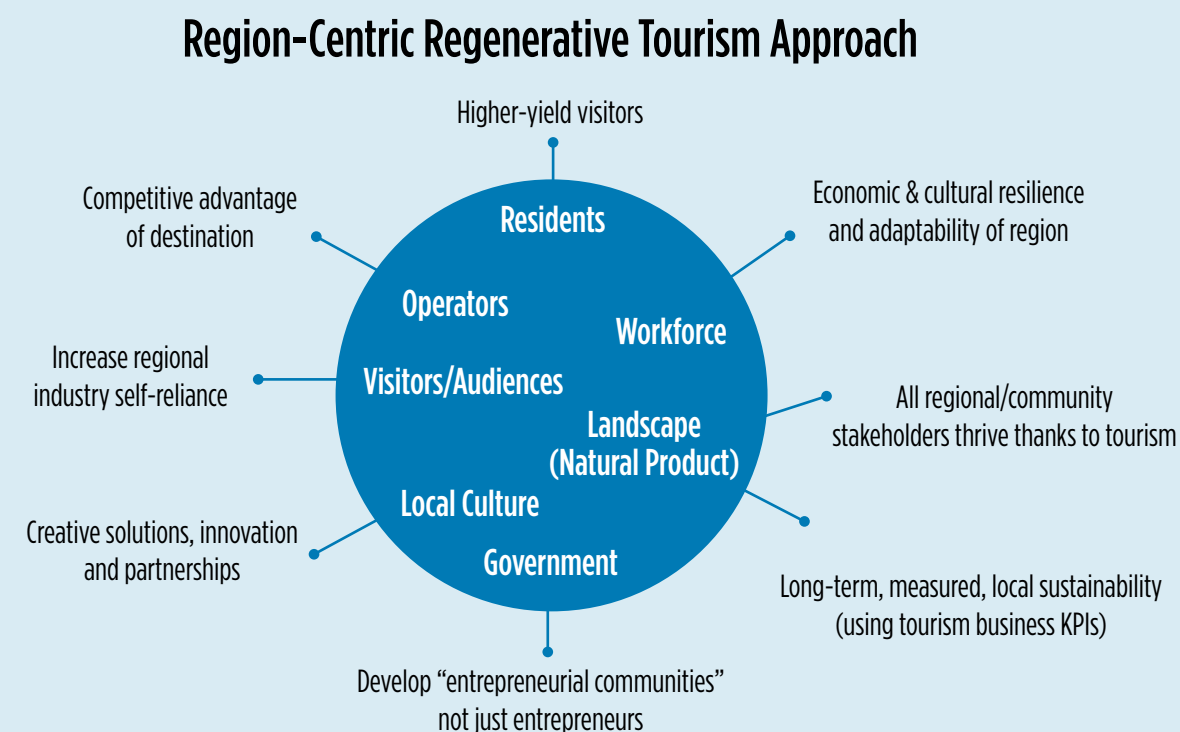 Region-Centric Regenerative Tourism Approach
Higher-yield visitors
Competitive advantage
of destination
Economic & cultural resilience
and adaptability of region
Residents
Operators
Workforce
Increase regional
industry self-reliance
Visitors/Audiences
All regional/community
stakeholders thrive thanks to tourism
Landscape
(Natural Product)
Local Culture
Creative solutions, innovation
and partnerships
Government
Long-term, measured, local sustainability
(using tourism business KPIs)
Develop “entrepreneurial communities”
not just entrepreneurs